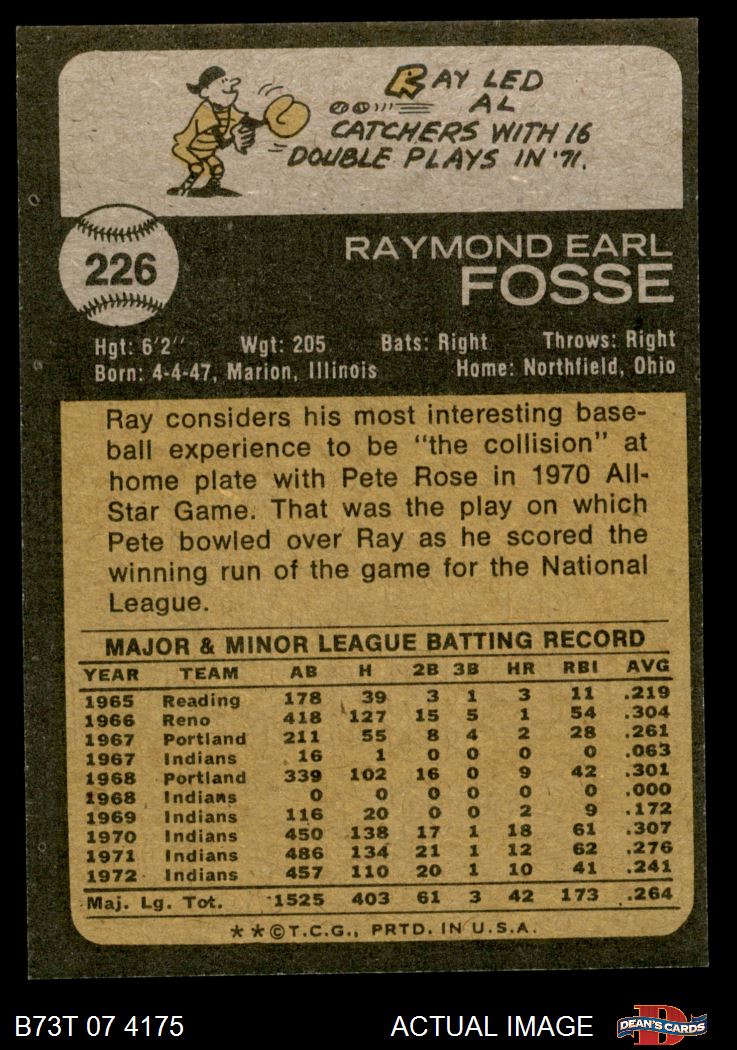 RAY LED
AL
CATCHERS WITH 16
DOUBLE PLAYS IN '71.
226
RAYMOND EARL
FOSSE
Hgt: 6'2" Wgt: 205 Bats: Right Throws: Right
Born: 4-4-47, Marion, Illinois Home: Northfield, Ohio
Ray considers his most interesting base-
ball experience to be "the collision" at
home plate with Pete Rose in 1970 All-
Star Game. That was the play on which
Pete bowled over Ray as he scored the
winning run of the game for the National
League.
MAJOR & MINOR LEAGUE BATTING RECORD
YEAR TEAM AB H 2B 3B HR RBI AVG
1965 Reading 178 39 3 1 3 11 .219
1966 Reno 418 127 15 5 1 54 .304
1967 Portland 211 55 8 4 2 28 .261
1967 Indians 16 1 0 0 0 0 .063
1968 Portland 339 102 16 0 9 42 .301
1968 Indians 0 0 0 0 0 0 .000
1969 Indians 116 20 0 0 2 9 .172
1970 Indians 450 138 17 1 18 61 .307
1971 Indians 486 134 21 1 12 62 .276
1972 Indians 457 110 20 1 10 41 .241
Maj. Lg. Tot. 1525 403 61 3 42 173 .264
**©T.C.G., PRTD. IN U.S.A.
B73T 07 4175 ACTUAL IMAGE D DEAN'S CARDS